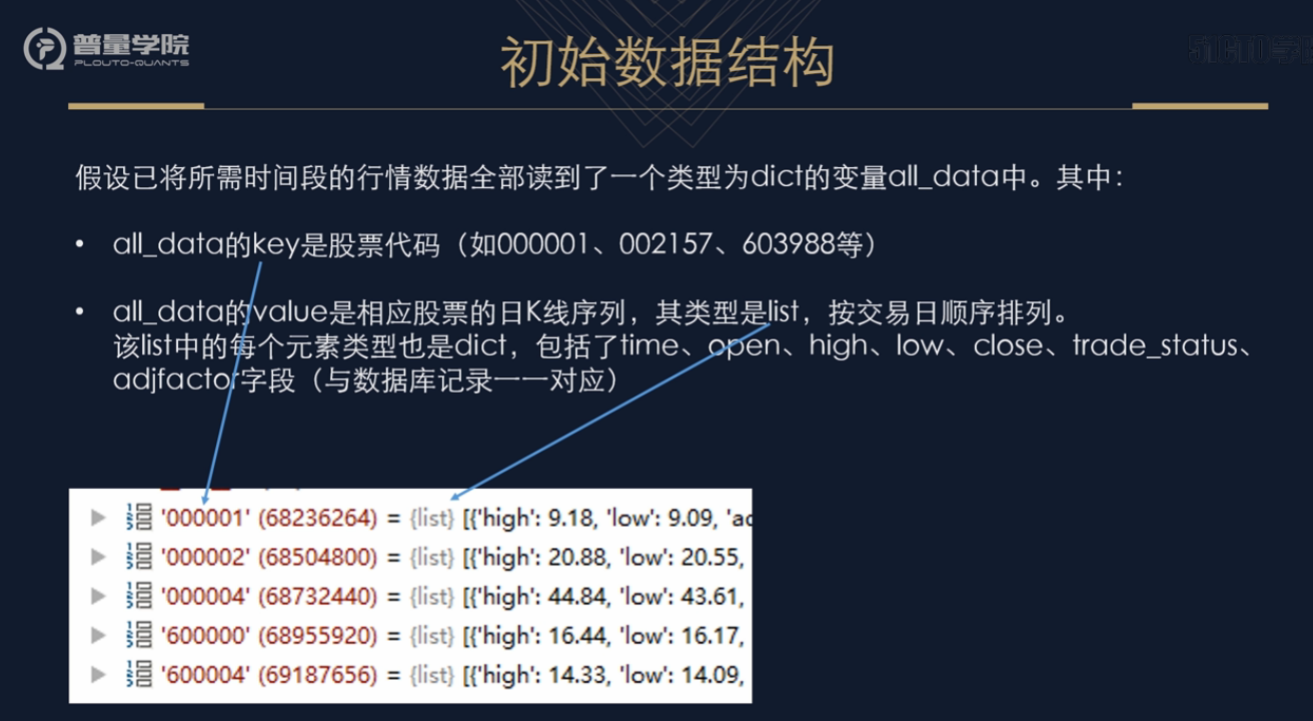 普量学院
PLOUTO-QUANTS
初始数据结构
假设已将所需时间段的行情数据全部读到了一个类型为dict的变量all_data中。其中：
• all_data的key是股票代码（如000001、002157、603988等）
• all_data的value是相应股票的日K线序列，其类型是list，按交易日顺序排列。
该list中的每个元素类型也是dict，包括了time、open、high、low、close、trade_status、
adjfactor字段（与数据库记录一一对应）
'000001' (68236264) = {list} [{'high': 9.18, 'low': 9.09, 'ac
'000002' (68504800) = {list} [{'high': 20.88, 'low': 20.55,
'000004' (68732440) = {list} [{'high': 44.84, 'low': 43.61,
'600000' (68955920) = {list} [{'high': 16.44, 'low': 16.17,
'600004' (69187656) = {list} [{'high': 14.33, 'low': 14.09,